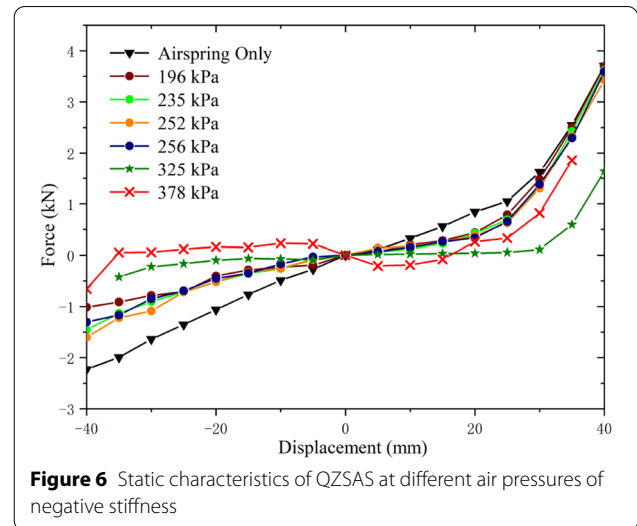 4
3
2
1
0
-1
-2
-3
Force (kN)
Airspring Only
196 kPa
235 kPa
252 kPa
256 kPa
325 kPa
378 kPa
-40 -20 0 20 40
Displacement (mm)
Figure 6 Static characteristics of QZSAS at different air pressures of
negative stiffness